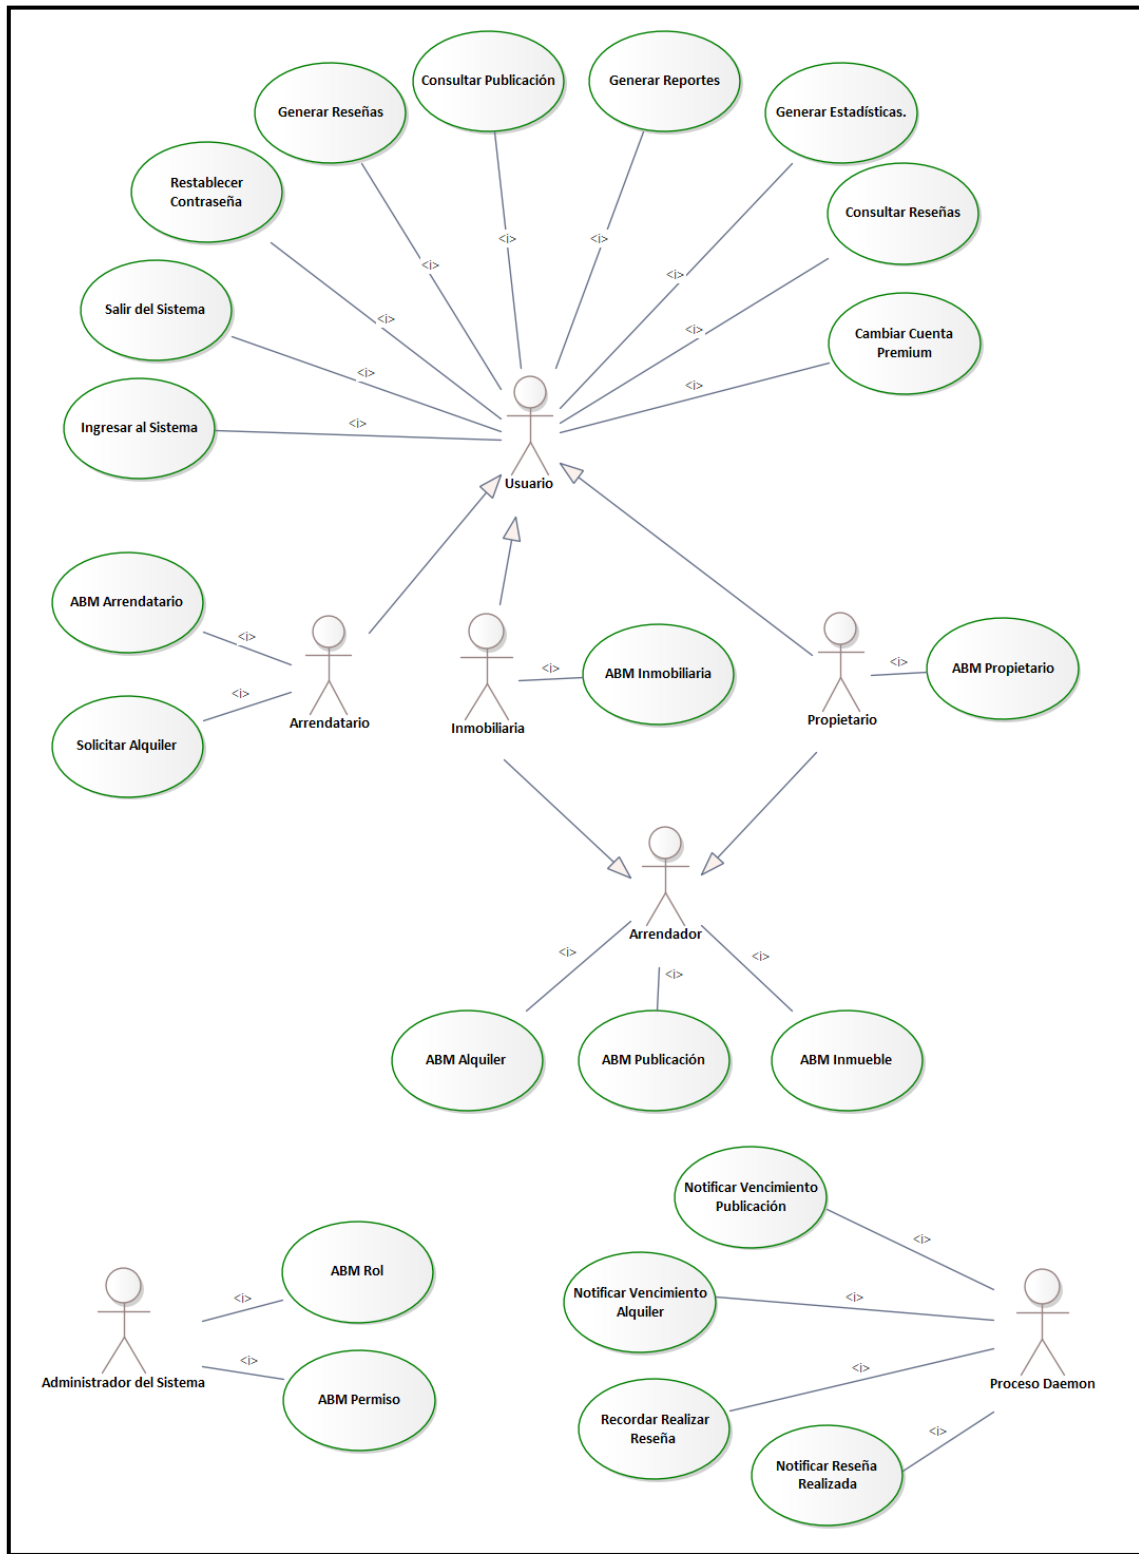 Consultar Publicación
Generar Reportes
Generar Reseñas
Generar Estadísticas.
Restablecer
Contraseña
Consultar Reseñas
Salir del Sistema
Cambiar Cuenta
Premium
Ingresar al Sistema
<i>
<i>
<i>
<i>
<i>
<i>
<i>
<i>
<i>
Usuario
ABM Arrendatario
<i>
<i>
Solicitar Alquiler
Arrendatario
Inmobiliaria
<i>
ABM Inmobiliaria
Propietario
<i>
ABM Propietario
Arrendador
<i>
<i>
<i>
ABM Alquiler
ABM Publicación
ABM Inmueble
Notificar Vencimiento
Publicación
<i>
ABM Rol
<i>
Notificar Vencimiento
Alquiler
<i>
Administrador del Sistema
<i>
ABM Permiso
Proceso Daemon
<i>
Recordar Realizar
Reseña
<i>
Notificar Reseña
Realizada